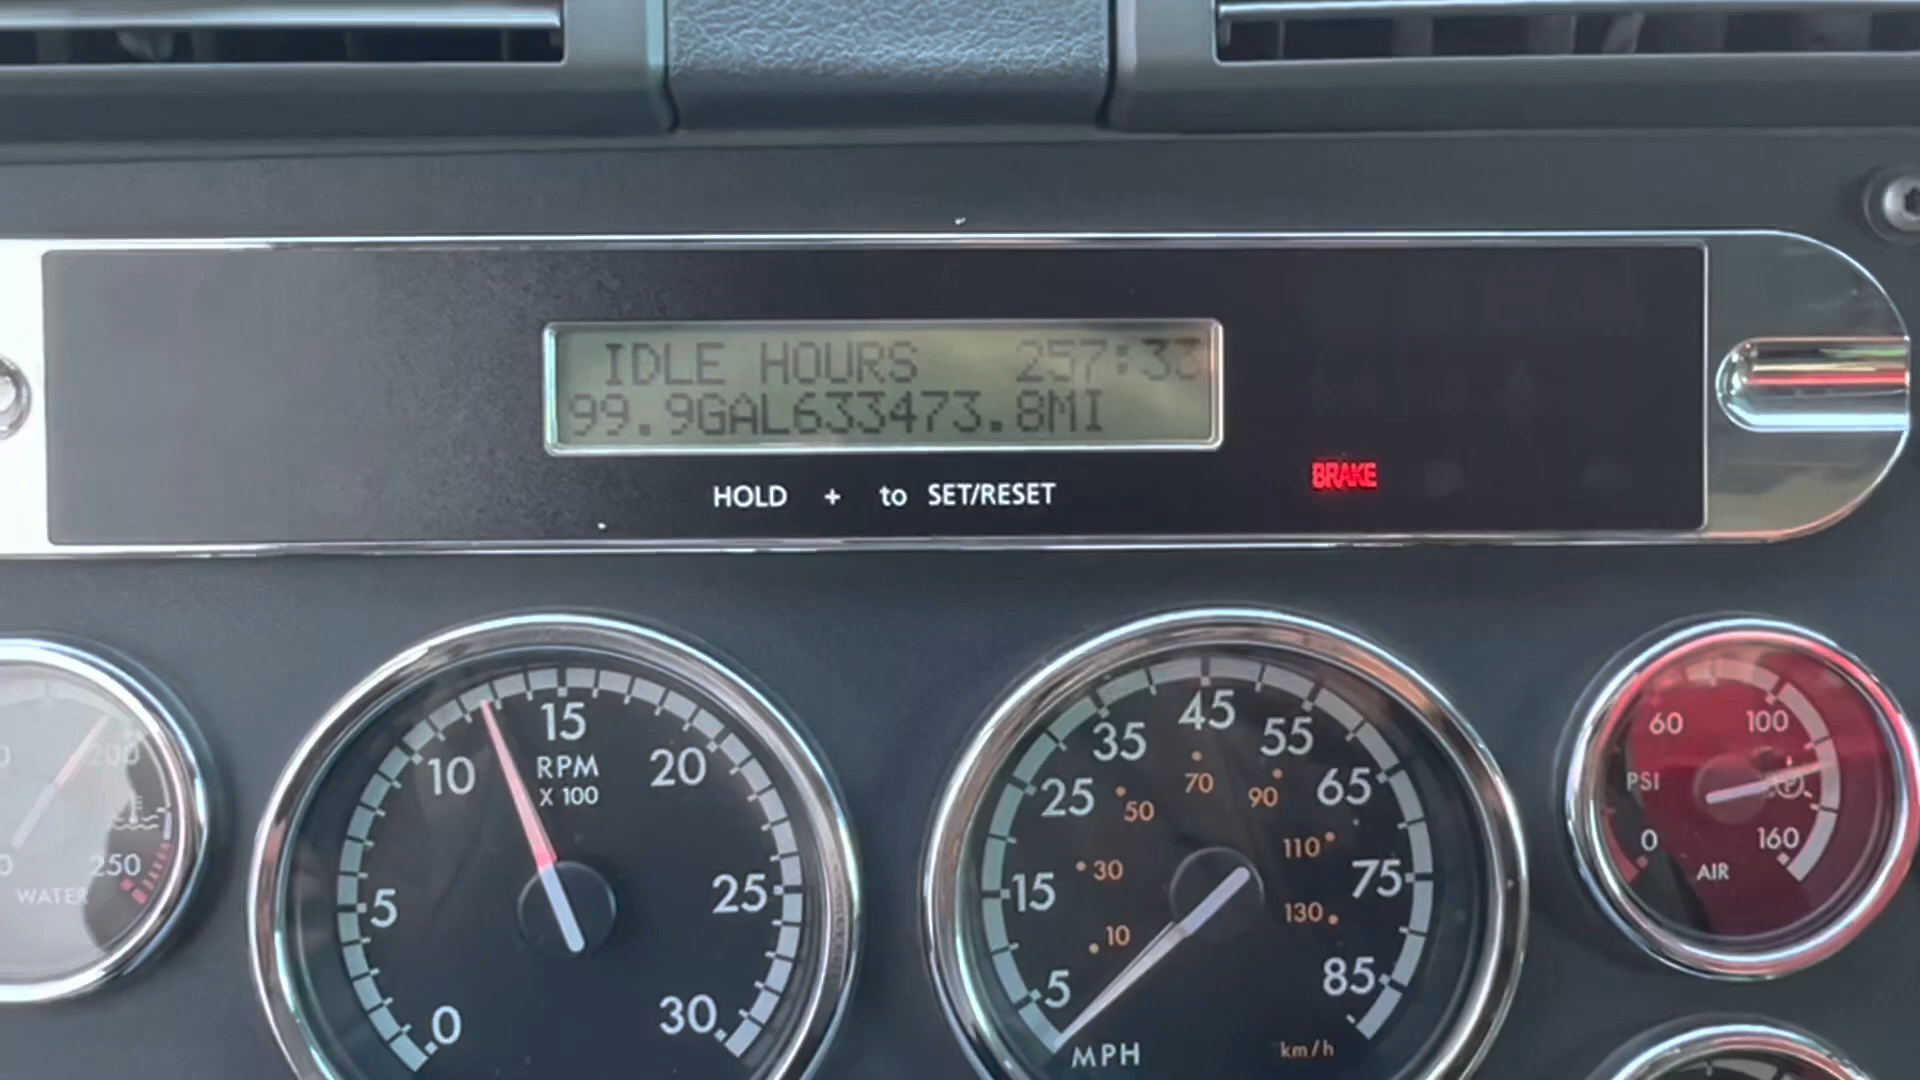 IDLE HOURS 257:33
99.9GAL633473.8MI
HOLD + to SET/RESET
BRAKE
200
250
WATER
0
5
10
15
20
25
30
RPM
X 100
5
15
25
35
45
55
65
75
85
10
30
50
70
90
110
130
MPH
km/h
60
100
PSI
P
0
160
AIR